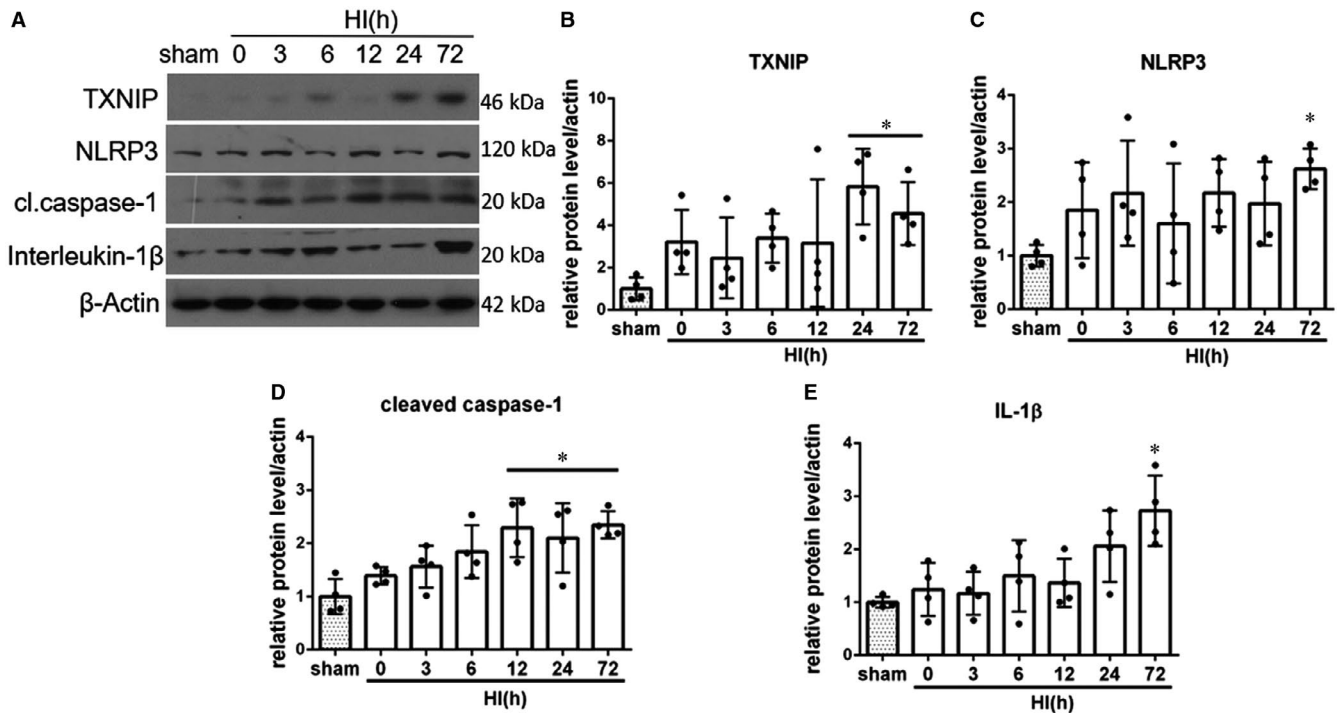 A
HI(h)
sham 0 3 6 12 24 72
TXNIP 46 kDa
NLRP3 120 kDa
cl.caspase-1 20 kDa
Interleukin-1β 20 kDa
β-Actin 42 kDa
B
TXNIP
relative protein level/actin
10
8
6
4
2
0
*
sham 0 3 6 12 24 72
HI(h)
C
NLRP3
relative protein level/actin
4
3
2
1
0
*
sham 0 3 6 12 24 72
HI(h)
D
cleaved caspase-1
relative protein level/actin
4
3
2
1
0
*
sham 0 3 6 12 24 72
HI(h)
E
IL-1β
relative protein level/actin
4
3
2
1
0
*
sham 0 3 6 12 24 72
HI(h)